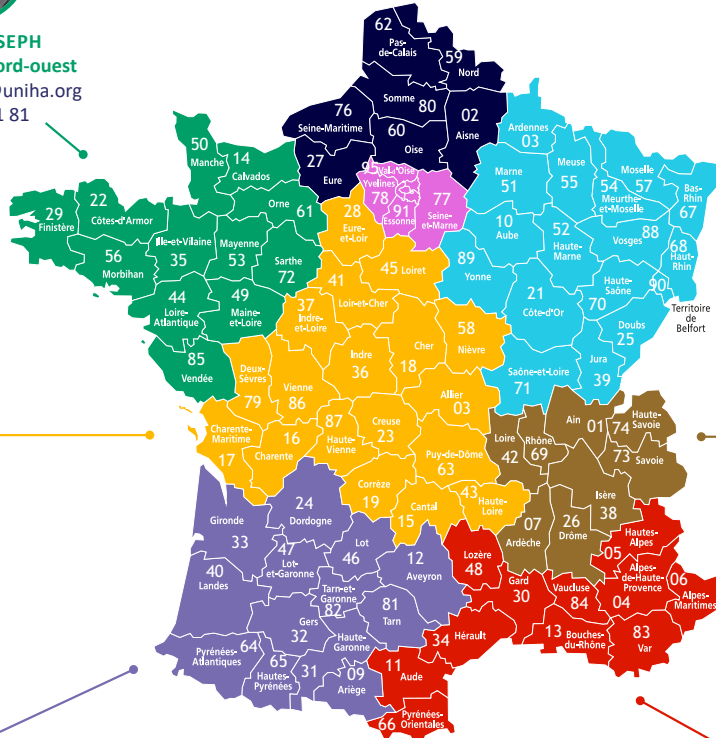 SEPH
ord-ouest
@uniha.org
1 81
62
Pas-
de-Calais
59
Nord
Somme
80
76
Seine-Maritime
02
Aisne
60
Oise
27
Eure
Ardennes
03
50
Manche
14
Calvados
Orne
61
95
Val d'Oise
Yvelines
78
91
Essonne
77
Seine-
et-Marne
Marne
51
Meuse
55
Moselle
54
57
Meurthe-
et-Moselle
Bas-
Rhin
67
22
Côtes-d'Armor
29
Finistère
56
Morbihan
Ille-et-Vilaine
35
Mayenne
53
Sarthe
72
28
Eure-
et-Loir
10
Aube
52
Haute-
Marne
Vosges
88
68
Haut-
Rhin
44
Loire-
Atlantique
49
Maine-
et-Loire
41
Loir-et-Cher
45 Loiret
89
Yonne
21
Côte-d'Or
Haute-
Saône
70
90
Territoire
de
Belfort
37
Indre-
et-Loire
58
Nièvre
Doubs
25
85
Vendée
Deux-
Sèvres
79
Vienne
86
Indre
36
Cher
18
Saône-et-Loire
71
Jura
39
Allier
03
Charente-
Maritime
17
16
Charente
87
Haute-
Vienne
Creuse
23
Puy-de-Dôme
63
Loire
42
Rhône
69
Ain
01
74
Haute-
Savoie
73
Savoie
Corrèze
19
Cantal
15
43
Haute-
Loire
Isère
38
07
Ardèche
26
Drôme
24
Dordogne
Gironde
33
Lot
46
47
Lot-
et-Garonne
12
Aveyron
Lozère
48
Hautes-
Alpes
05
40
Landes
Tarn-et
Garonne
82
81
Tarn
Gard
30
Vaucluse
84
Alpes-
de-Haute-
Provence
04
06
Alpes-
Maritimes
Gers
32
Haute-
Garonne
31
34
Hérault
13
Bouches-
du-Rhône
83
Var
Pyrénées-
Atlantiques
64
65
Hautes-
Pyrénées
09
Ariège
11
Aude
66
Pyrénées-
Orientales